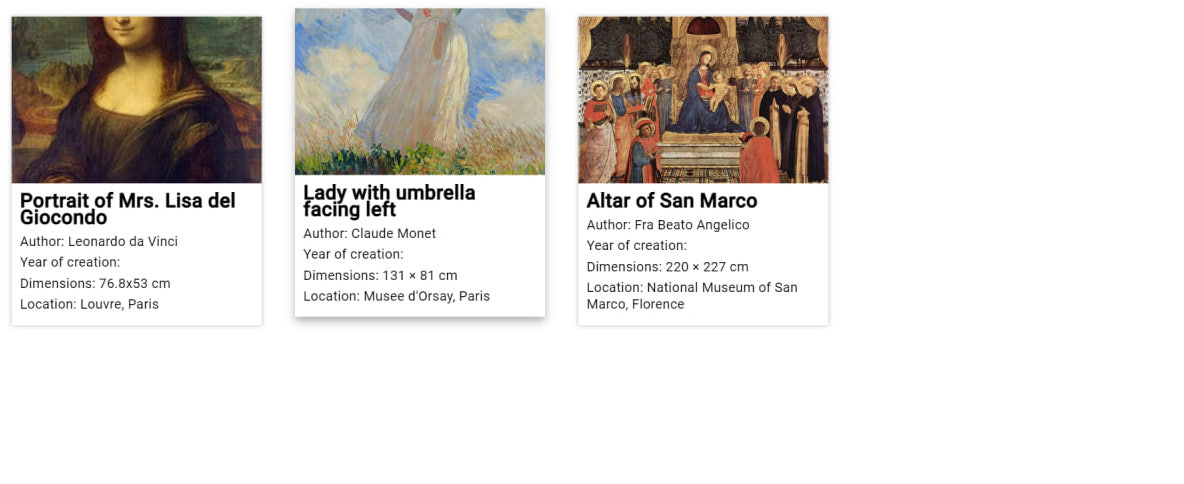 Portrait of Mrs. Lisa del
Giocondo
Author: Leonardo da Vinci
Year of creation:
Dimensions: 76.8x53 cm
Location: Louvre, Paris
Lady with umbrella
facing left
Author: Claude Monet
Year of creation:
Dimensions: 131 × 81 cm
Location: Musee d'Orsay, Paris
Altar of San Marco
Author: Fra Beato Angelico
Year of creation:
Dimensions: 220 × 227 cm
Location: National Museum of San
Marco, Florence